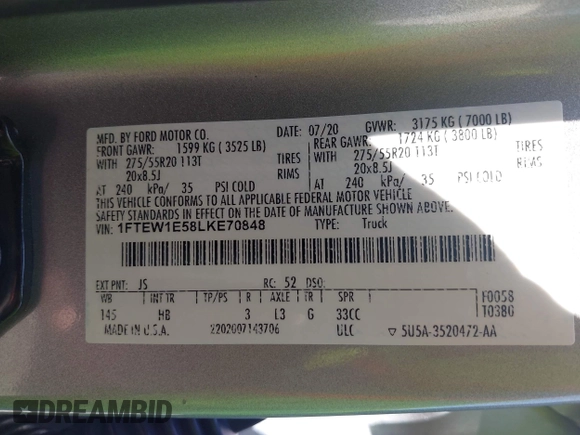 MFD. BY FORD MOTOR CO.
DATE: 07/20 GVWR: 3175 KG ( 7000 LB)
FRONT GAWR: 1599 KG ( 3525 LB)
REAR GAWR: 1724 KG ( 3800 LB)
WITH 275/55R20 113T TIRES
WITH 275/55R20 113T TIRES
20x8.5J RIMS
20x8.5J RIMS
AT 240 kPa/ 35 PSI COLD
AT 240 kPa/ 35 PSI COLD
THIS VEHICLE CONFORMS TO ALL APPLICABLE FEDERAL MOTOR VEHICLE
SAFETY STANDARDS IN EFFECT ON THE DATE OF MANUFACTURE SHOWN ABOVE.
VIN: 1FTEW1E58LKE70848 TYPE: Truck
EXT PNT: JS RC: 52 DSO:
WB INT TR TP/PS R AXLE TR SPR
145 HB 3 L3 G 33CC
F0058
T0380
MADE IN U.S.A. ULC ▽ 5U5A-3520472-AA
DREAMBID